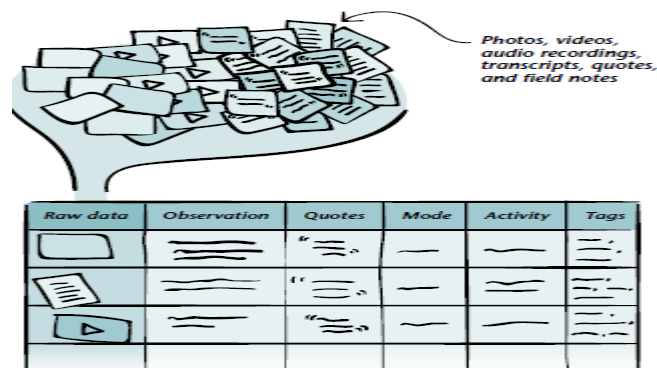 Photos, videos,
audio recordings,
transcripts, quotes,
and field notes
Raw data Observation Quotes Mode Activity Tags